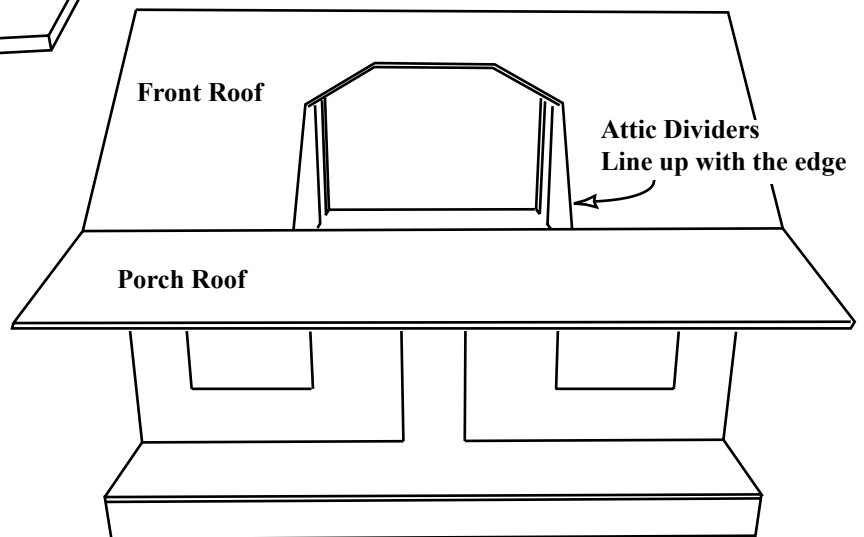 Front Roof
Attic Dividers
Line up with the edge
Porch Roof